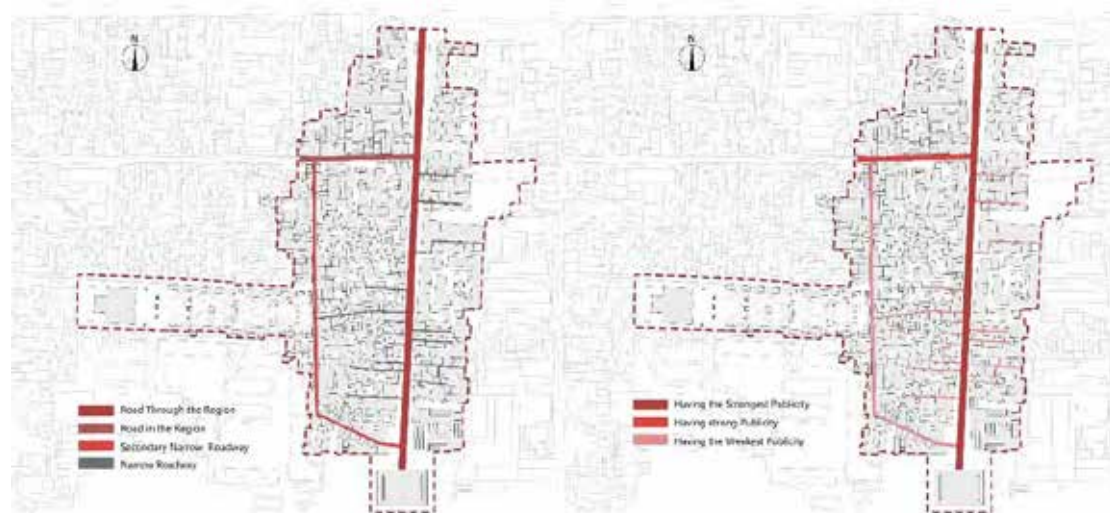 N
Road Through the Region
Road in the Region
Secondary Narrow Roadway
Narrow Roadway
N
Having the Strongest Publicity
Having strong Publicity
Having the Weakest Publicity